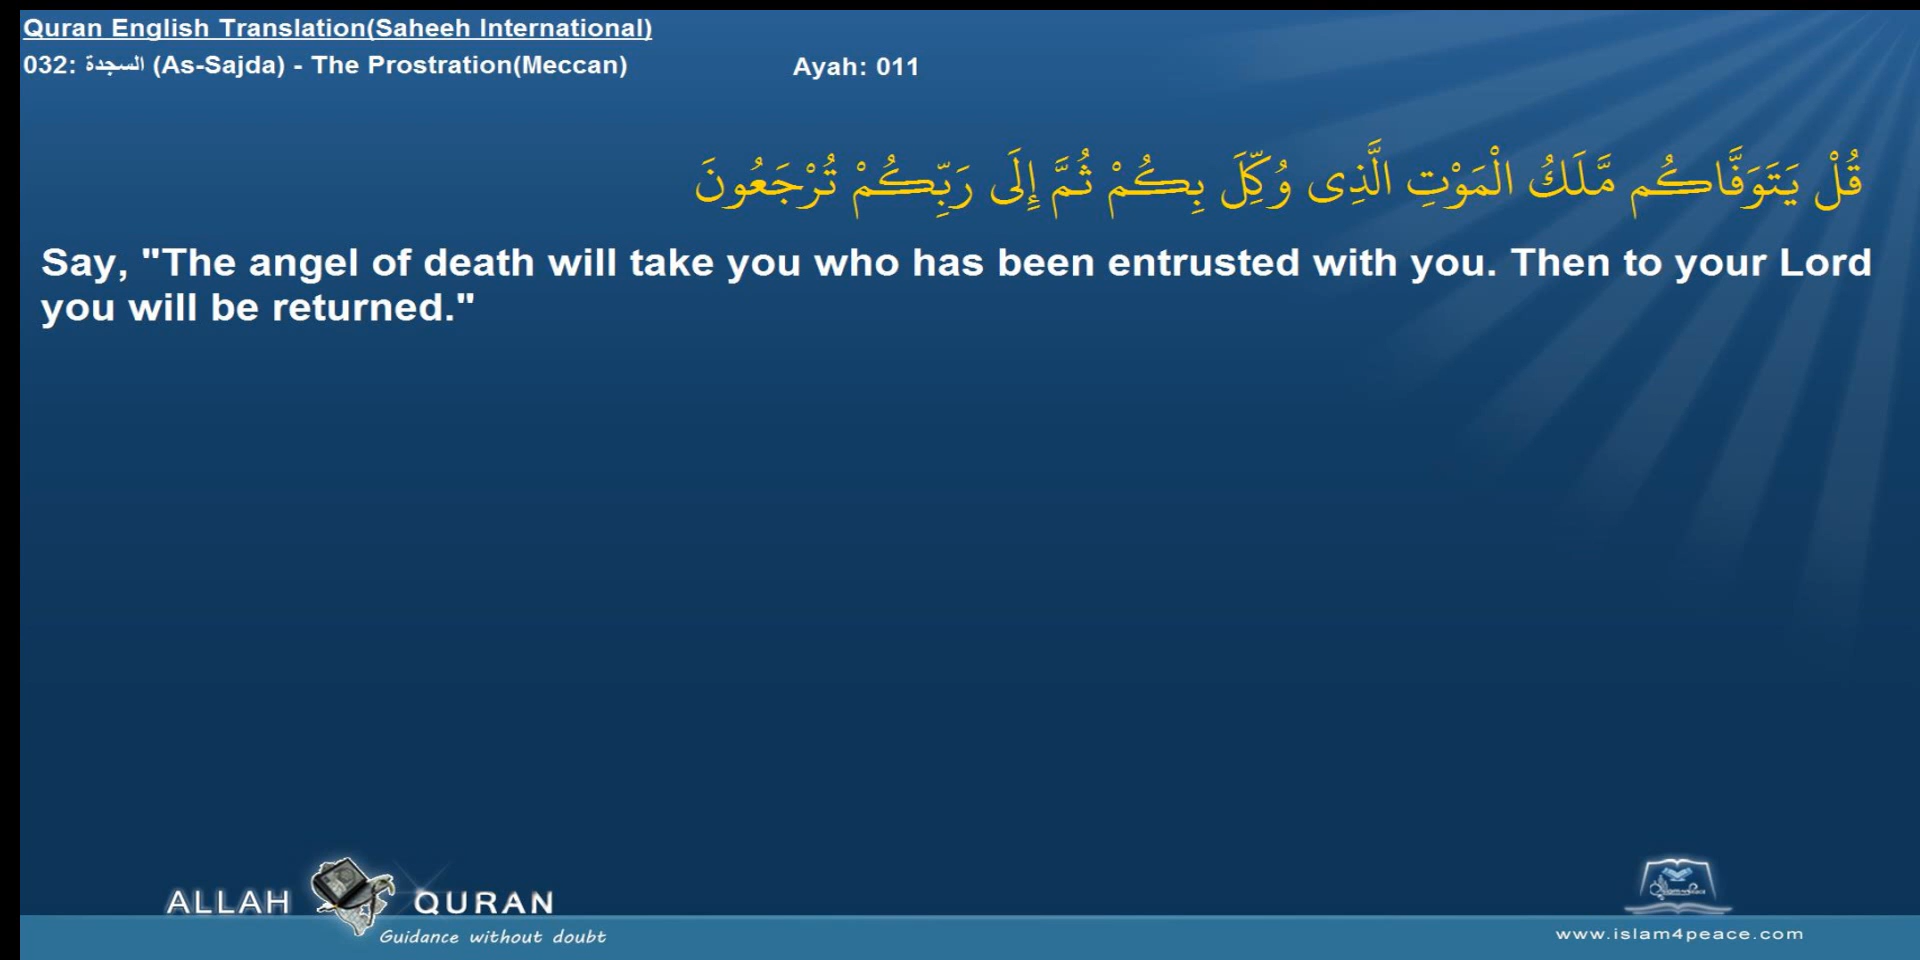 Quran English Translation(Saheeh International)
032: السجدة (As-Sajda) - The Prostration(Meccan) Ayah: 011
قُلْ يَتَوَفَّاكُم مَّلَكُ الْمَوْتِ الَّذِى وُكِّلَ بِكُمْ ثُمَّ إِلَى رَبِّكُمْ تُرْجَعُونَ
Say, "The angel of death will take you who has been entrusted with you. Then to your Lord
you will be returned."
ALLAH QURAN
Guidance without doubt
www.islam4peace.com